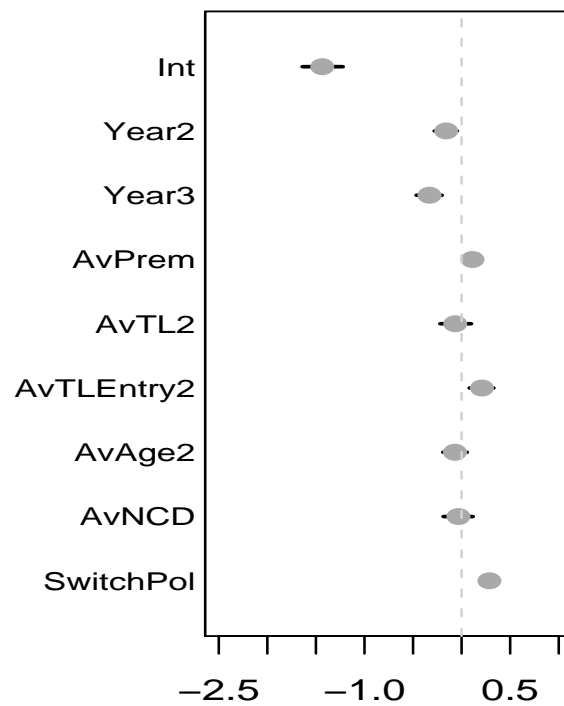 Int
Year2
Year3
AvPrem
AvTL2
AvTLEntry2
AvAge2
AvNCD
SwitchPol
−2.5 −1.0 0.5